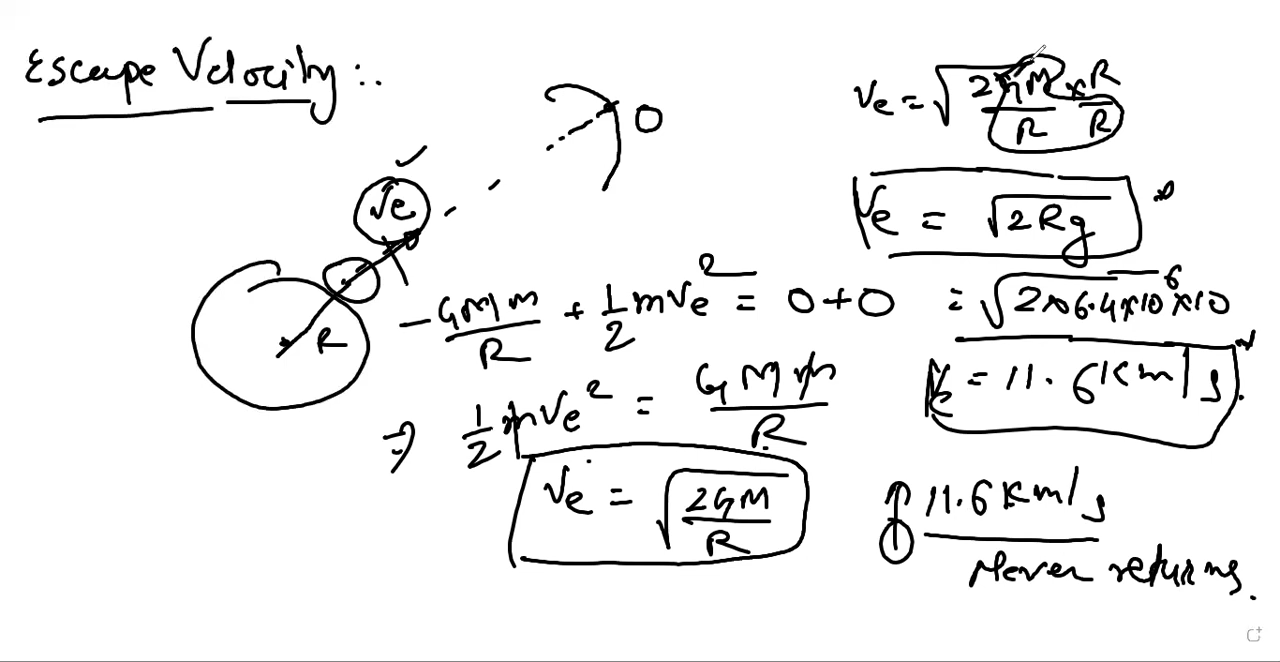 Escape Velocity :.
Ve
0
R
-GMm/R + 1/2 mVe² = 0+0
⇒ 1/2 mVe² = GMm/R
Ve = √(2GM/R)
Ve = √(2GM/R × R/R)
Ve = √2Rg
= √2×6.4×10⁶×10
Ve = 11.6 Km/s.
11.6 Km/s
Never returns.